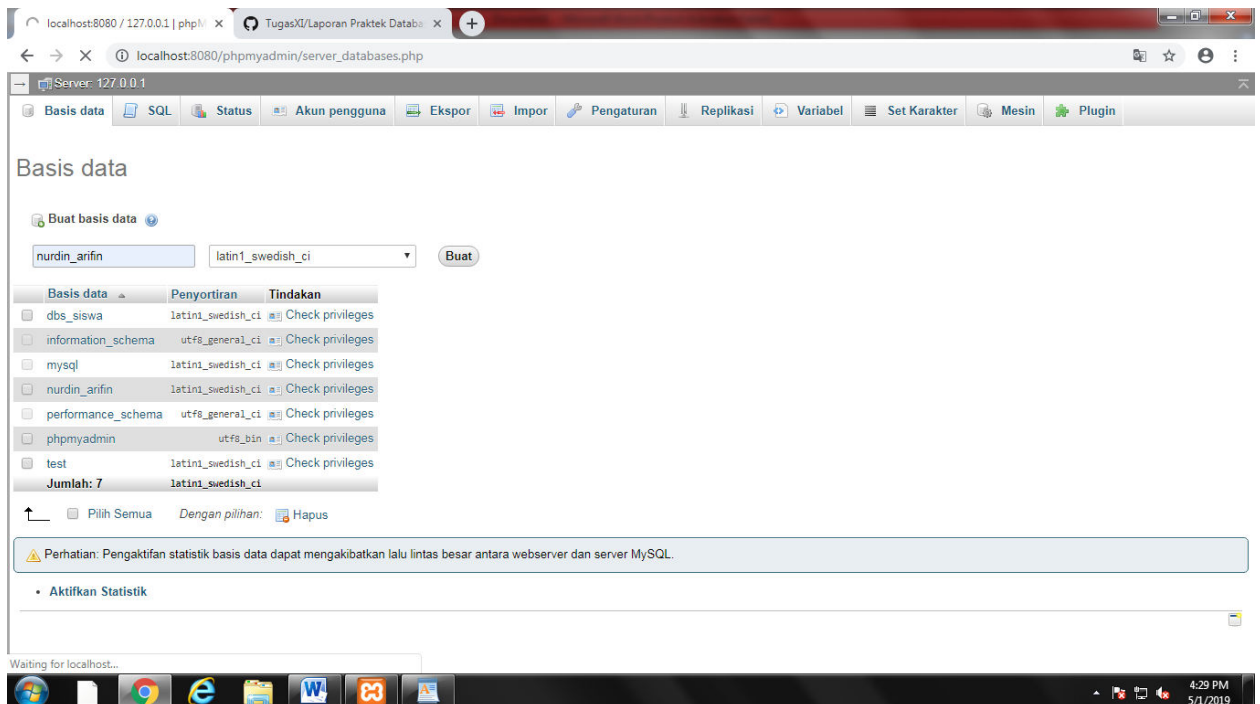 localhost:8080 / 127.0.0.1 | phpM
TugasXI/Laporan Praktek Databa
localhost:8080/phpmyadmin/server_databases.php
Server: 127.0.0.1
Basis data SQL Status Akun pengguna Ekspor Impor Pengaturan Replikasi Variabel Set Karakter Mesin Plugin
Basis data
Buat basis data
nurdin_arifin latin1_swedish_ci Buat
Basis data Penyortiran Tindakan
dbs_siswa latin1_swedish_ci Check privileges
information_schema utf8_general_ci Check privileges
mysql latin1_swedish_ci Check privileges
nurdin_arifin latin1_swedish_ci Check privileges
performance_schema utf8_general_ci Check privileges
phpmyadmin utf8_bin Check privileges
test latin1_swedish_ci Check privileges
Jumlah: 7 latin1_swedish_ci
Pilih Semua Dengan pilihan: Hapus
Perhatian: Pengaktifan statistik basis data dapat mengakibatkan lalu lintas besar antara webserver dan server MySQL.
• Aktifkan Statistik
Waiting for localhost...
4:29 PM
5/1/2019